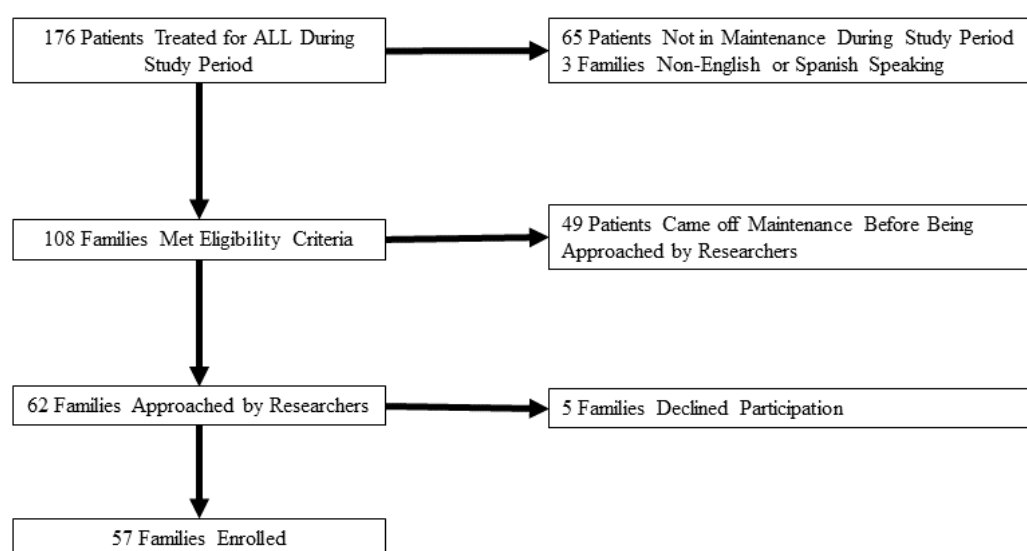 176 Patients Treated for ALL During
Study Period
65 Patients Not in Maintenance During Study Period
3 Families Non-English or Spanish Speaking
108 Families Met Eligibility Criteria
49 Patients Came off Maintenance Before Being
Approached by Researchers
62 Families Approached by Researchers
5 Families Declined Participation
57 Families Enrolled